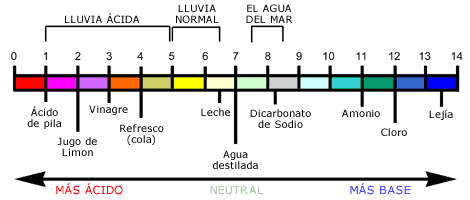 LLUVIA ÁCIDA
LLUVIA
NORMAL
EL AGUA
DEL MAR
0 1 2 3 4 5 6 7 8 9 10 11 12 13 14
Ácido
de pila
Jugo de
Limon
Vinagre
Refresco
(cola)
Leche
Agua
destilada
Dicarbonato
de Sodio
Amonio
Cloro
Lejía
MÁS ÁCIDO
NEUTRAL
MÁS BASE